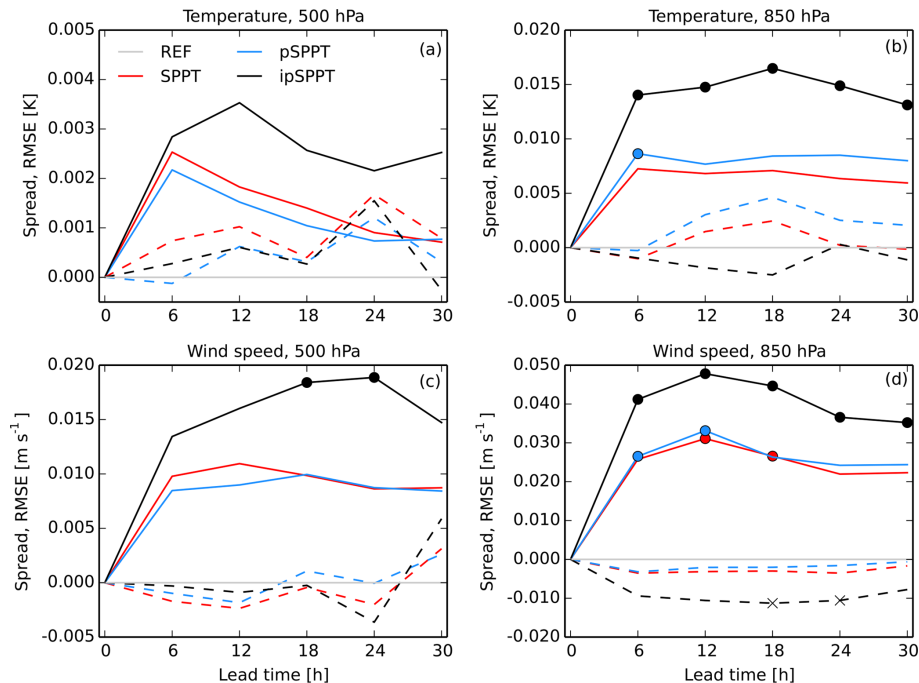 Temperature, 500 hPa
(a)
REF
SPPT
pSPPT
ipSPPT
Spread, RMSE [K]
0.005
0.004
0.003
0.002
0.001
0.000
0 6 12 18 24 30
Temperature, 850 hPa
(b)
Spread, RMSE [K]
0.020
0.015
0.010
0.005
0.000
-0.005
0 6 12 18 24 30
Wind speed, 500 hPa
(c)
Spread, RMSE [m s⁻¹]
0.020
0.015
0.010
0.005
0.000
-0.005
0 6 12 18 24 30
Lead time [h]
Wind speed, 850 hPa
(d)
Spread, RMSE [m s⁻¹]
0.050
0.040
0.030
0.020
0.010
0.000
-0.010
-0.020
0 6 12 18 24 30
Lead time [h]